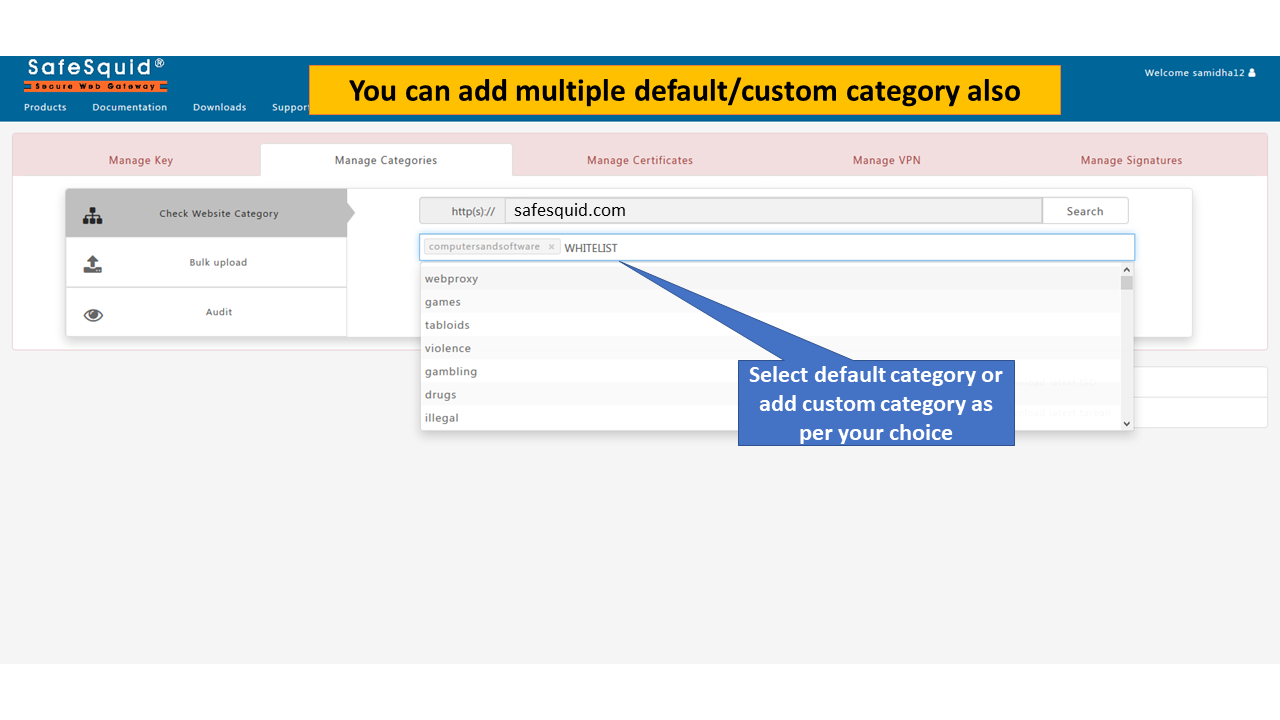 SafeSquid®
Secure Web Gateway
Welcome samidha12
You can add multiple default/custom category also
Products Documentation Downloads Suppor
Manage Key Manage Categories Manage Certificates Manage VPN Manage Signatures
Check Website Category
http(s):// safesquid.com Search
computersandsoftware × WHITELIST
Bulk upload
webproxy
games
Audit
tabloids
violence
gambling
drugs
illegal
Select default category or
add custom category as
per your choice